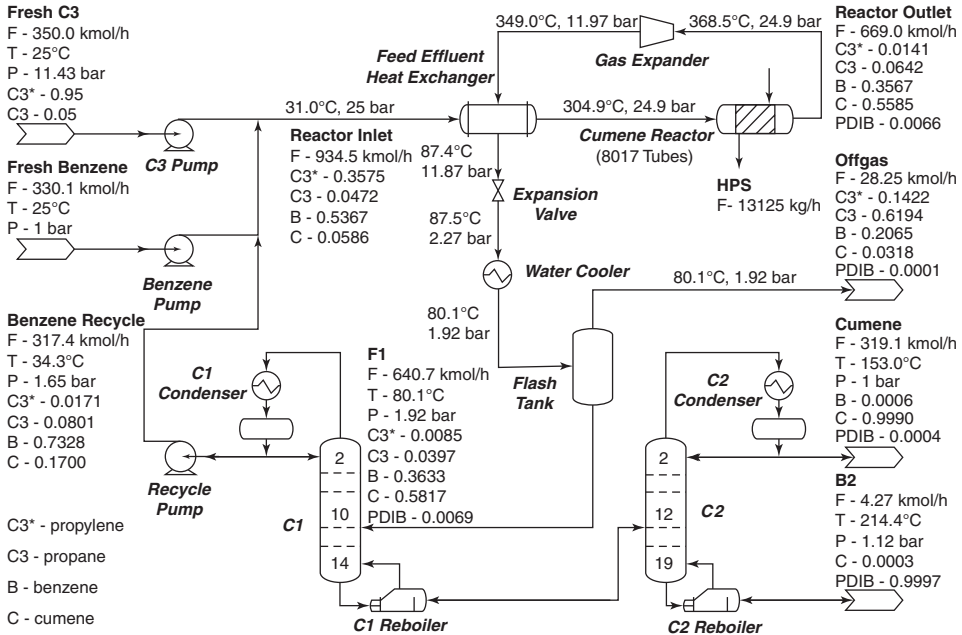 Fresh C3
F - 350.0 kmol/h
T - 25°C
P - 11.43 bar
C3* - 0.95
C3 - 0.05
C3 Pump
Fresh Benzene
F - 330.1 kmol/h
T - 25°C
P - 1 bar
Benzene
Pump
Benzene Recycle
F - 317.4 kmol/h
T - 34.3°C
P - 1.65 bar
C3* - 0.0171
C3 - 0.0801
B - 0.7328
C - 0.1700
Recycle
Pump
C3* - propylene
C3 - propane
B - benzene
C - cumene
31.0°C, 25 bar
Reactor Inlet
F - 934.5 kmol/h
C3* - 0.3575
C3 - 0.0472
B - 0.5367
C - 0.0586
Feed Effluent
Heat Exchanger
349.0°C, 11.97 bar
368.5°C, 24.9 bar
Gas Expander
304.9°C, 24.9 bar
Cumene Reactor
(8017 Tubes)
HPS
F- 13125 kg/h
87.4°C
11.87 bar
Expansion
Valve
87.5°C
2.27 bar
Water Cooler
80.1°C
1.92 bar
Flash
Tank
80.1°C, 1.92 bar
C1
Condenser
F1
F - 640.7 kmol/h
T - 80.1°C
P - 1.92 bar
C3* - 0.0085
C3 - 0.0397
B - 0.3633
C - 0.5817
PDIB - 0.0069
2
10
14
C1
C1 Reboiler
C2
Condenser
2
12
19
C2
C2 Reboiler
Reactor Outlet
F - 669.0 kmol/h
C3* - 0.0141
C3 - 0.0642
B - 0.3567
C - 0.5585
PDIB - 0.0066
Offgas
F - 28.25 kmol/h
C3* - 0.1422
C3 - 0.6194
B - 0.2065
C - 0.0318
PDIB - 0.0001
Cumene
F - 319.1 kmol/h
T - 153.0°C
P - 1 bar
B - 0.0006
C - 0.9990
PDIB - 0.0004
B2
F - 4.27 kmol/h
T - 214.4°C
P - 1.12 bar
C - 0.0003
PDIB - 0.9997